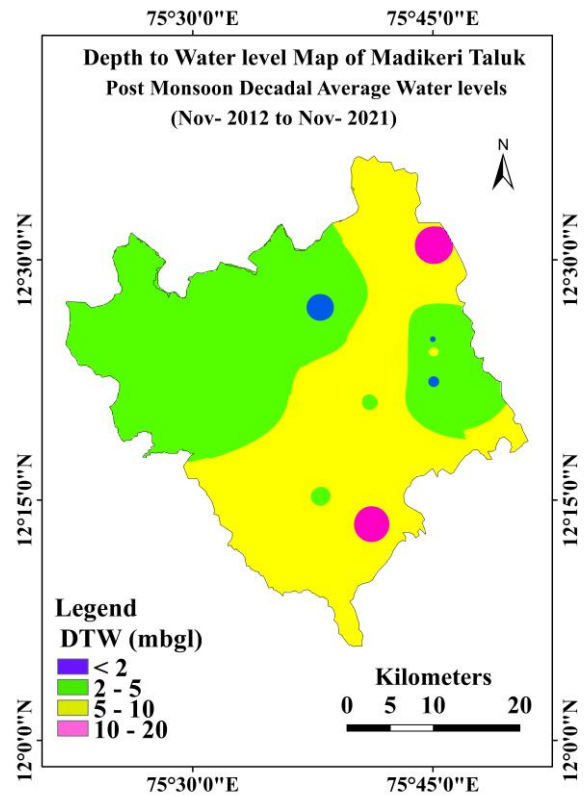 75°30'0"E 75°45'0"E
Depth to Water level Map of Madikeri Taluk
Post Monsoon Decadal Average Water levels
(Nov- 2012 to Nov- 2021)
N
12°30'0"N 12°30'0"N
12°15'0"N 12°15'0"N
Legend
DTW (mbgl)
< 2
2 - 5
5 - 10
10 - 20
Kilometers
0 5 10 20
12°0'0"N 12°0'0"N
75°30'0"E 75°45'0"E